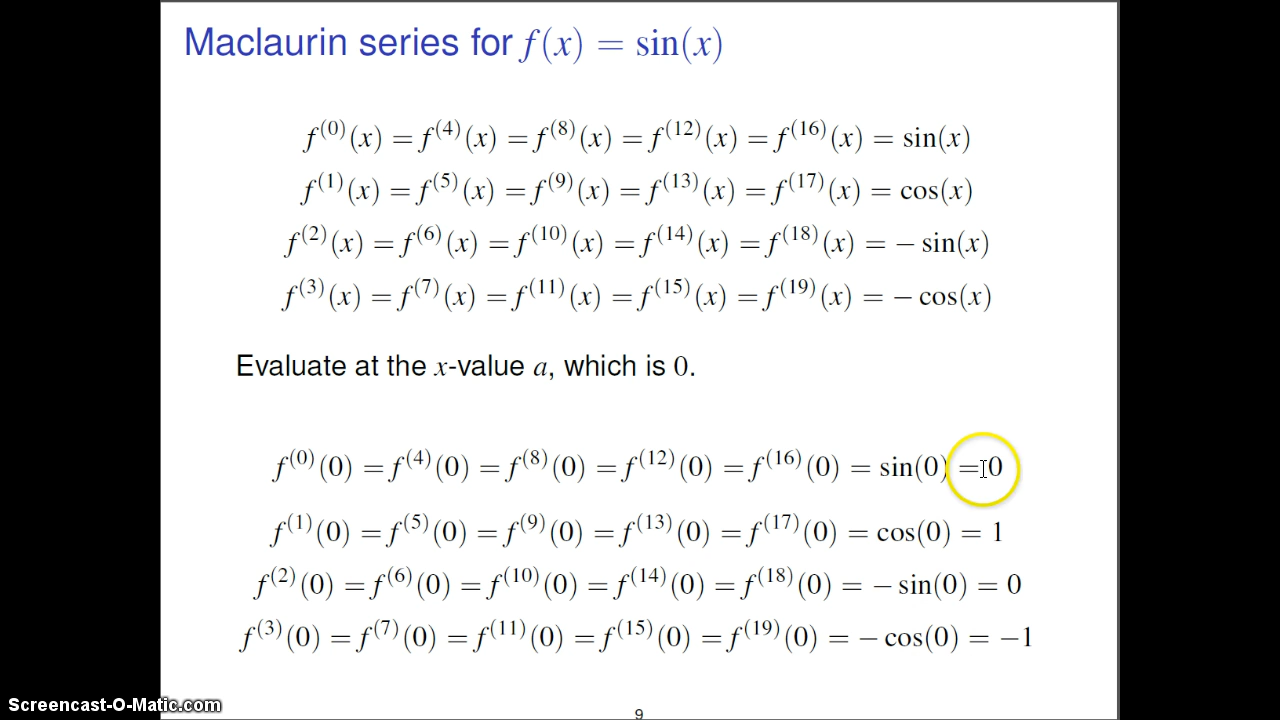 Maclaurin series for f(x) = sin(x)
f⁽⁰⁾(x) = f⁽⁴⁾(x) = f⁽⁸⁾(x) = f⁽¹²⁾(x) = f⁽¹⁶⁾(x) = sin(x)
f⁽¹⁾(x) = f⁽⁵⁾(x) = f⁽⁹⁾(x) = f⁽¹³⁾(x) = f⁽¹⁷⁾(x) = cos(x)
f⁽²⁾(x) = f⁽⁶⁾(x) = f⁽¹⁰⁾(x) = f⁽¹⁴⁾(x) = f⁽¹⁸⁾(x) = − sin(x)
f⁽³⁾(x) = f⁽⁷⁾(x) = f⁽¹¹⁾(x) = f⁽¹⁵⁾(x) = f⁽¹⁹⁾(x) = − cos(x)
Evaluate at the x-value a, which is 0.
f⁽⁰⁾(0) = f⁽⁴⁾(0) = f⁽⁸⁾(0) = f⁽¹²⁾(0) = f⁽¹⁶⁾(0) = sin(0) = 0
f⁽¹⁾(0) = f⁽⁵⁾(0) = f⁽⁹⁾(0) = f⁽¹³⁾(0) = f⁽¹⁷⁾(0) = cos(0) = 1
f⁽²⁾(0) = f⁽⁶⁾(0) = f⁽¹⁰⁾(0) = f⁽¹⁴⁾(0) = f⁽¹⁸⁾(0) = − sin(0) = 0
f⁽³⁾(0) = f⁽⁷⁾(0) = f⁽¹¹⁾(0) = f⁽¹⁵⁾(0) = f⁽¹⁹⁾(0) = − cos(0) = −1
Screencast-O-Matic.com
9